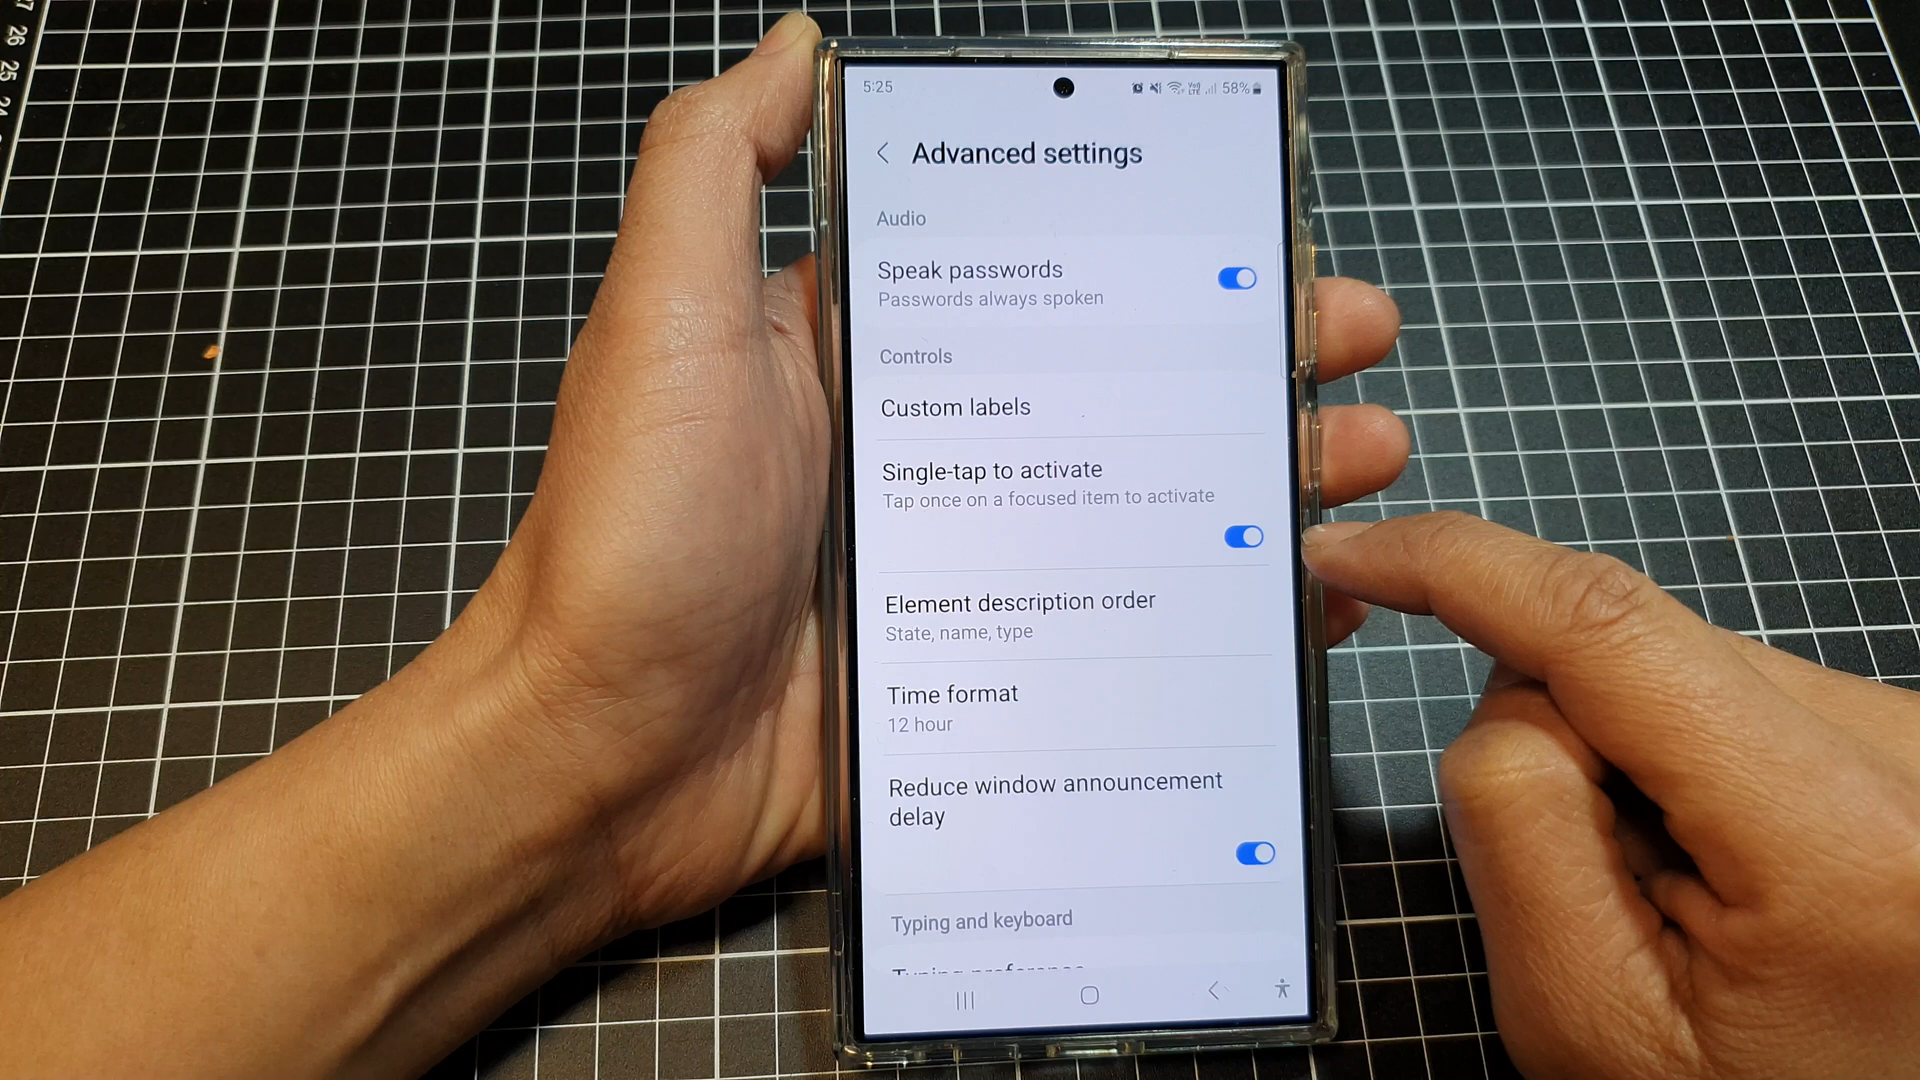 26
25
24
5:25
58%
Advanced settings
Audio
Speak passwords
Passwords always spoken
Controls
Custom labels
Single-tap to activate
Tap once on a focused item to activate
Element description order
State, name, type
Time format
12 hour
Reduce window announcement
delay
Typing and keyboard